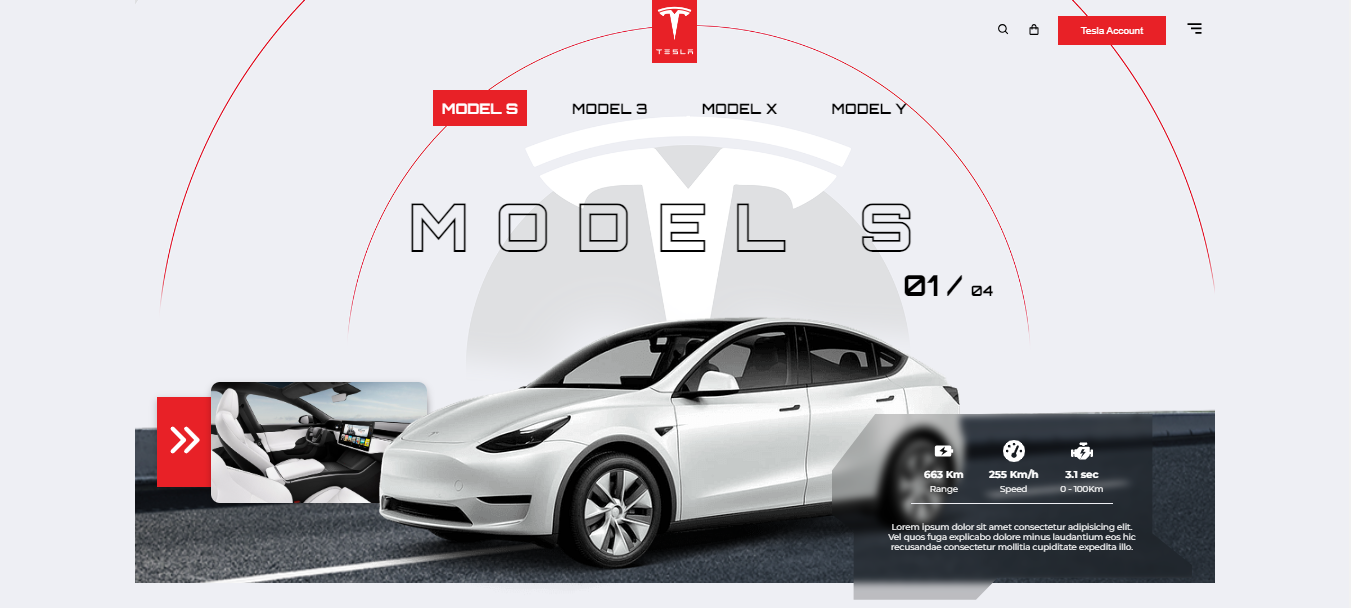 TESLA
Tesla Account
MODEL S
MODEL 3
MODEL X
MODEL Y
MODEL S
01 / 04
663 Km
Range
255 Km/h
Speed
3.1 sec
0 - 100Km
Lorem ipsum dolor sit amet consectetur adipisicing elit.
Vel quos fuga explicabo dolore minus laudantium eos hic
recusandae consectetur mollitia cupiditate expedita illo.